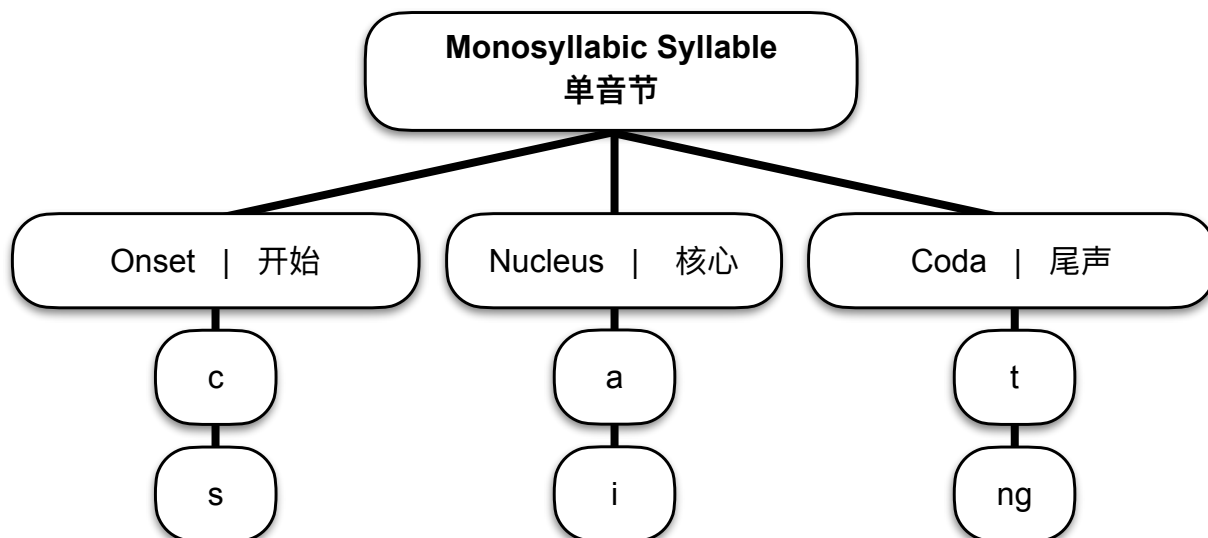 Monosyllabic Syllable
单音节
Onset | 开始
Nucleus | 核心
Coda | 尾声
c
a
t
s
i
ng